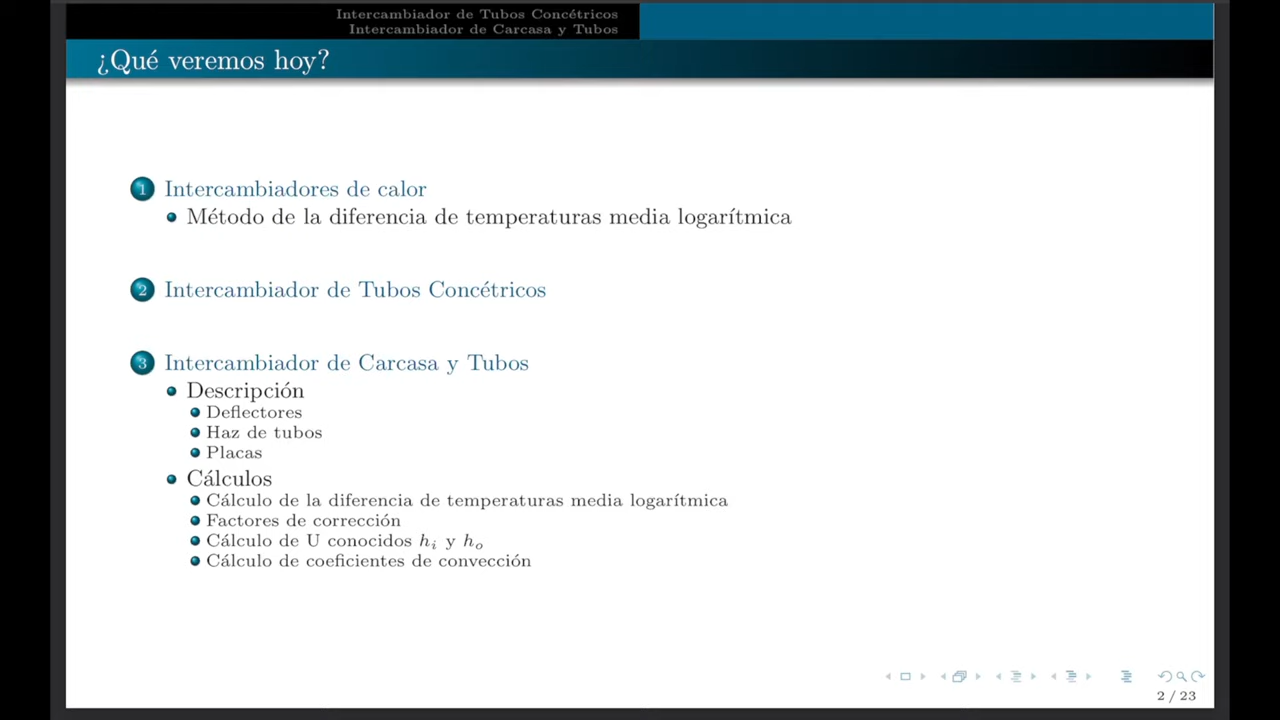 Intercambiador de Tubos Concétricos
Intercambiador de Carcasa y Tubos
¿Qué veremos hoy?
1 Intercambiadores de calor
Método de la diferencia de temperaturas media logarítmica
2 Intercambiador de Tubos Concétricos
3 Intercambiador de Carcasa y Tubos
Descripción
Deflectores
Haz de tubos
Placas
Cálculos
Cálculo de la diferencia de temperaturas media logarítmica
Factores de corrección
Cálculo de U conocidos hᵢ y hₒ
Cálculo de coeficientes de convección
2 / 23